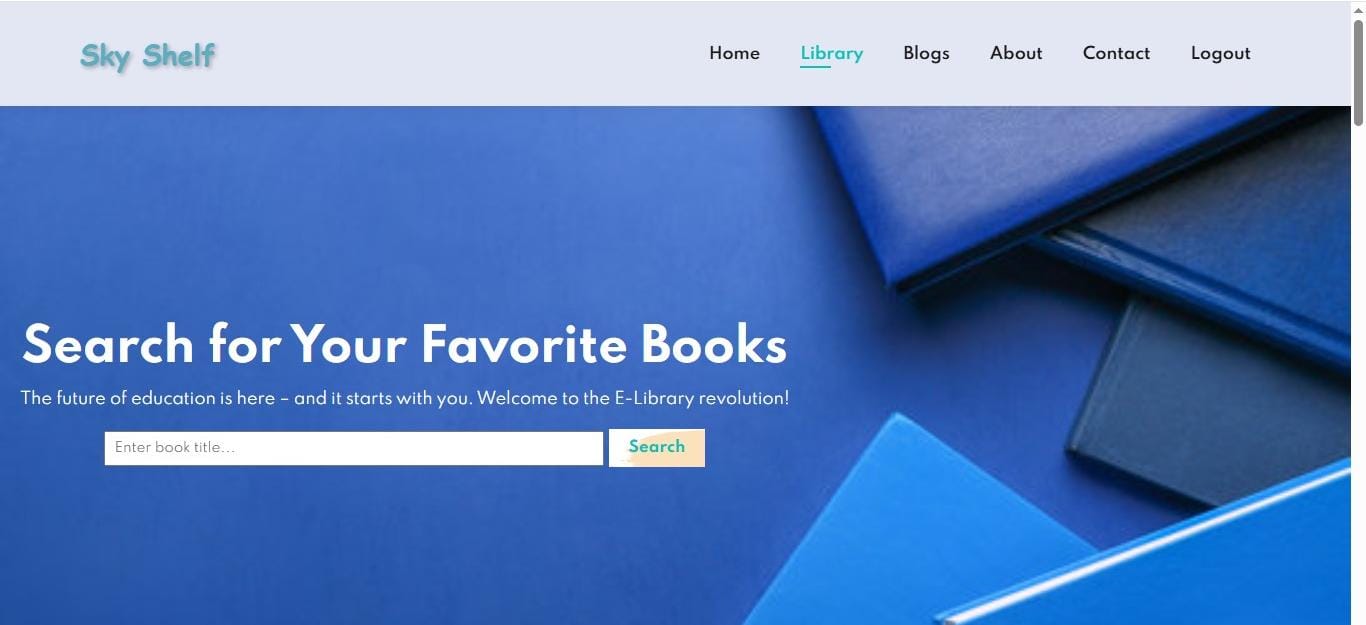 Sky Shelf
Home Library Blogs About Contact Logout
Search for Your Favorite Books
The future of education is here – and it starts with you. Welcome to the E-Library revolution!
Enter book title... Search